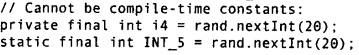 // Cannot be compile-time constants:
private final int i4 = rand.nextInt(20);
static final int INT_5 = rand.nextInt(20);